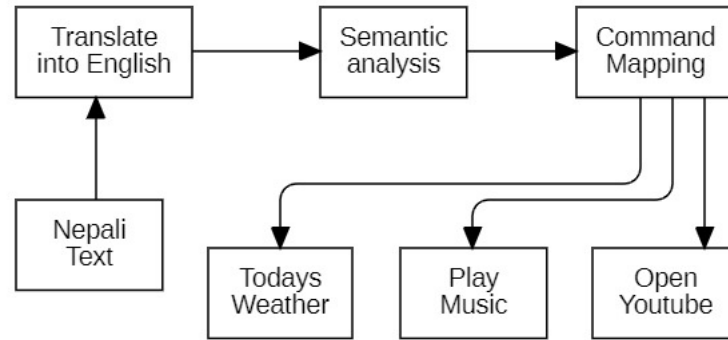 Translate
into English
Semantic
analysis
Command
Mapping
Nepali
Text
Todays
Weather
Play
Music
Open
Youtube